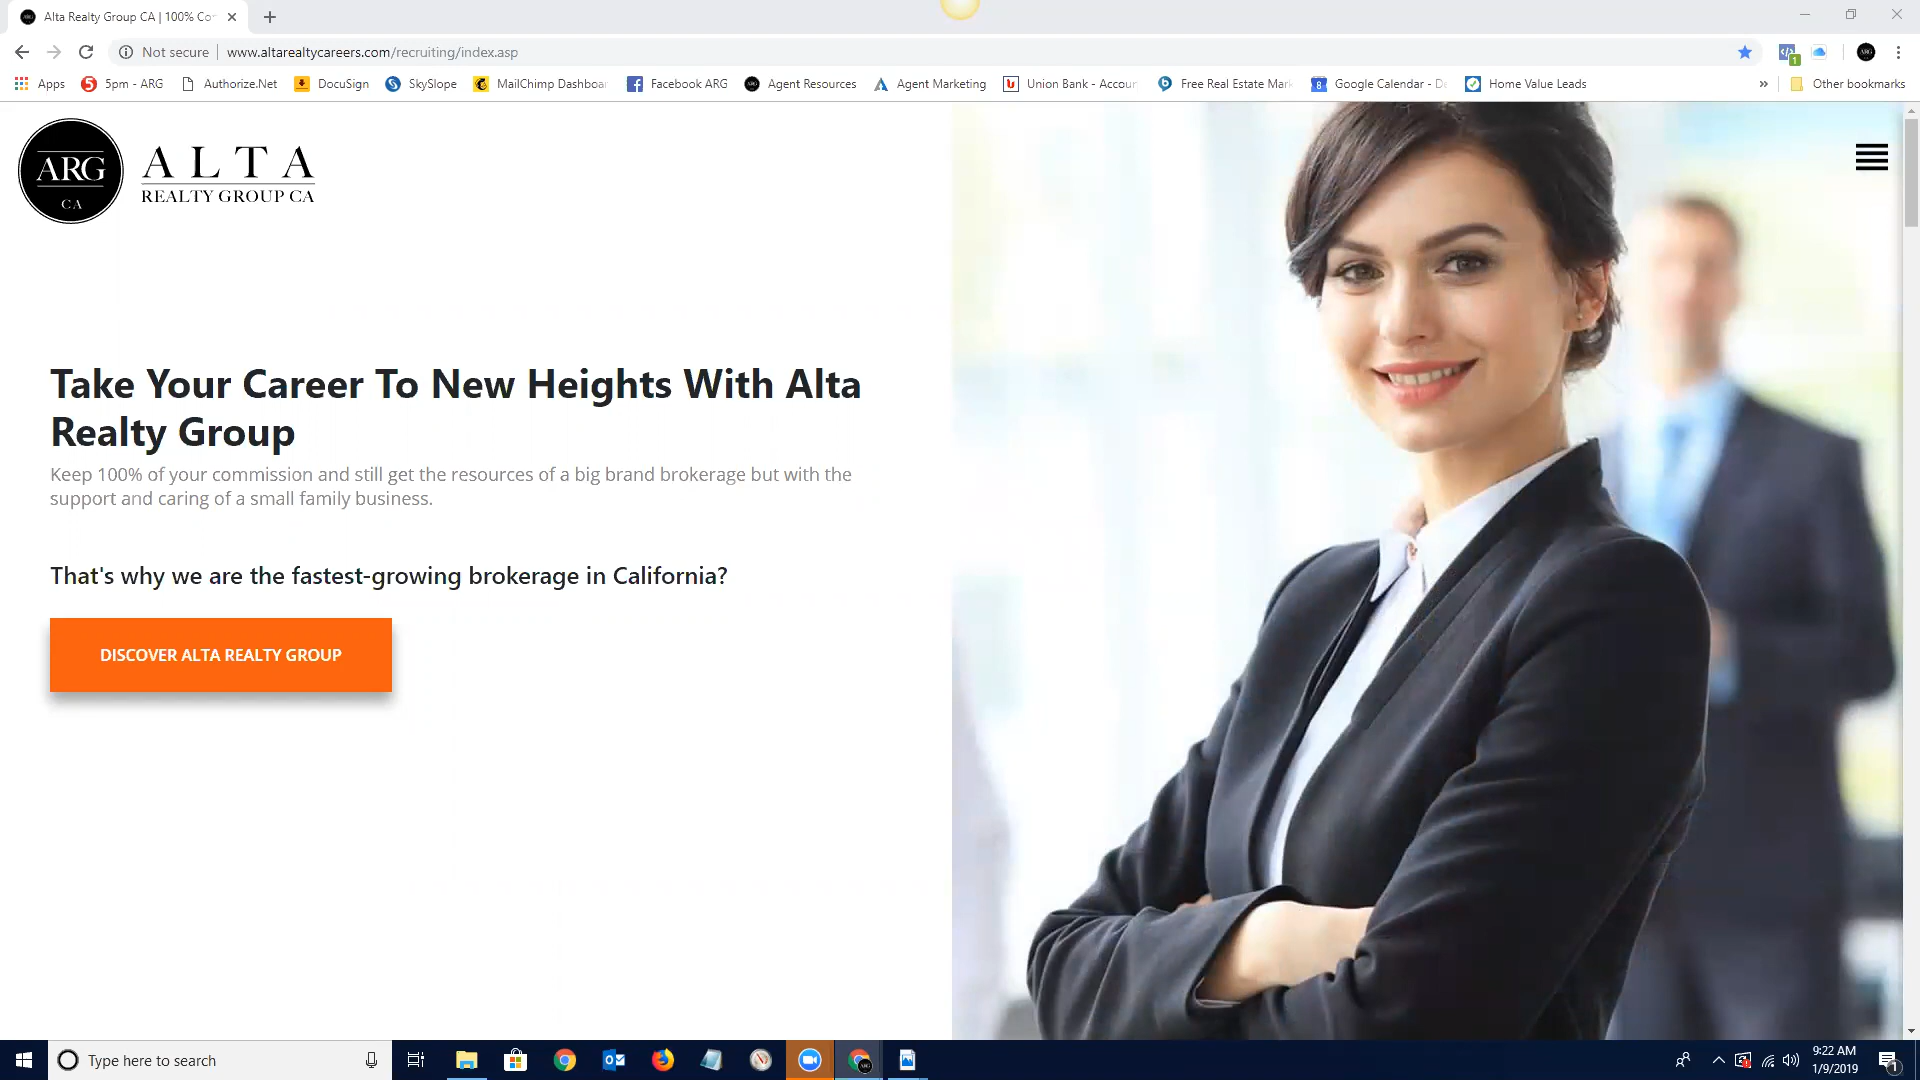 Alta Realty Group CA | 100% Co
Not secure
www.altarealtycareers.com/recruiting/index.asp
Apps
5pm - ARG
Authorize.Net
DocuSign
SkySlope
MailChimp Dashboa
Facebook ARG
Agent Resources
Agent Marketing
Union Bank - Accou
Free Real Estate Mar
Google Calendar - De
Home Value Leads
Other bookmarks
ARG
CA
ALTA
REALTY GROUP CA
Take Your Career To New Heights With Alta
Realty Group
Keep 100% of your commission and still get the resources of a big brand brokerage but with the
support and caring of a small family business.
That's why we are the fastest-growing brokerage in California?
DISCOVER ALTA REALTY GROUP
Type here to search
9:22 AM
1/9/2019